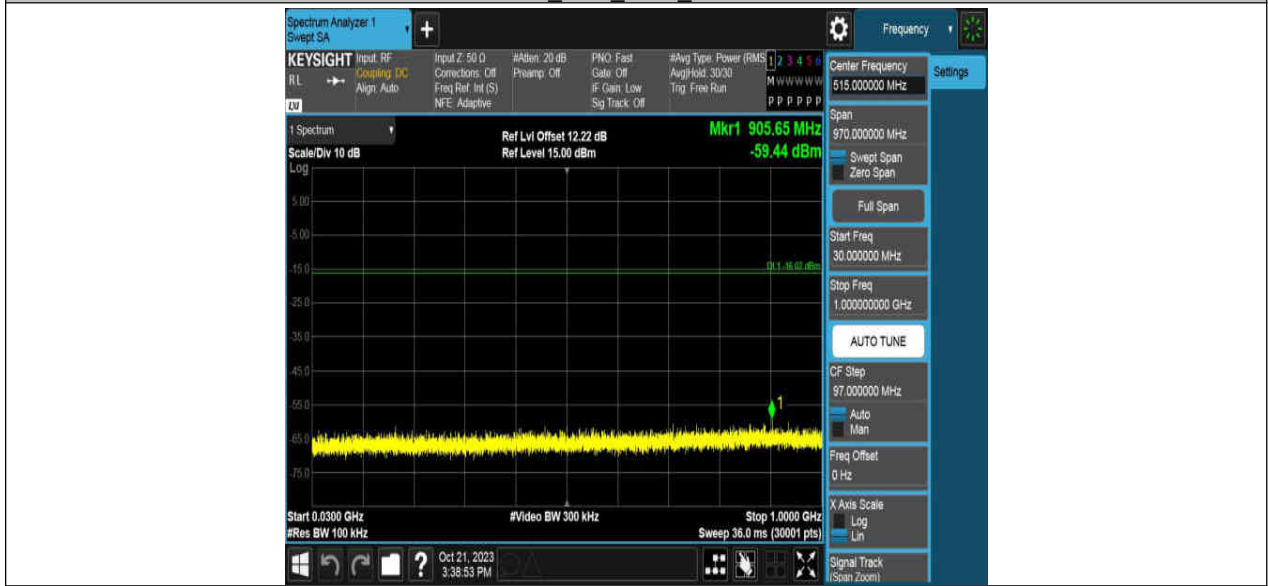 Spectrum Analyzer 1
Swept SA
+
Frequency
KEYSIGHT
RL
Input: RF
Coupling: DC
Align: Auto
Input Z: 50 Ω
Corrections: Off
Freq Ref: Int (S)
NFE: Adaptive
#Atten: 20 dB
Preamp: Off
PNO: Fast
Gate: Off
IF Gain: Low
Sig Track: Off
#Avg Type: Power (RMS
Avg|Hold: 30/30
Trig: Free Run
1 2 3 4 5 6
M W W W W W
P P P P P P
Center Frequency
515.000000 MHz
Settings
1 Spectrum
Scale/Div 10 dB
Ref Lvl Offset 12.22 dB
Ref Level 15.00 dBm
Mkr1 905.65 MHz
-59.44 dBm
Span
970.000000 MHz
Swept Span
Zero Span
Full Span
Start Freq
30.000000 MHz
Stop Freq
1.000000000 GHz
AUTO TUNE
CF Step
97.000000 MHz
Auto
Man
Freq Offset
0 Hz
X Axis Scale
Log
Lin
Signal Track
(Span Zoom)
Log
5.00
-5.00
-15.0
DL1 -16.02 dBm
-25.0
-35.0
-45.0
-55.0
1
-65.0
-75.0
Start 0.0300 GHz
#Video BW 300 kHz
Stop 1.0000 GHz
#Res BW 100 kHz
Sweep 36.0 ms (30001 pts)
?
Oct 21, 2023
3:38:53 PM